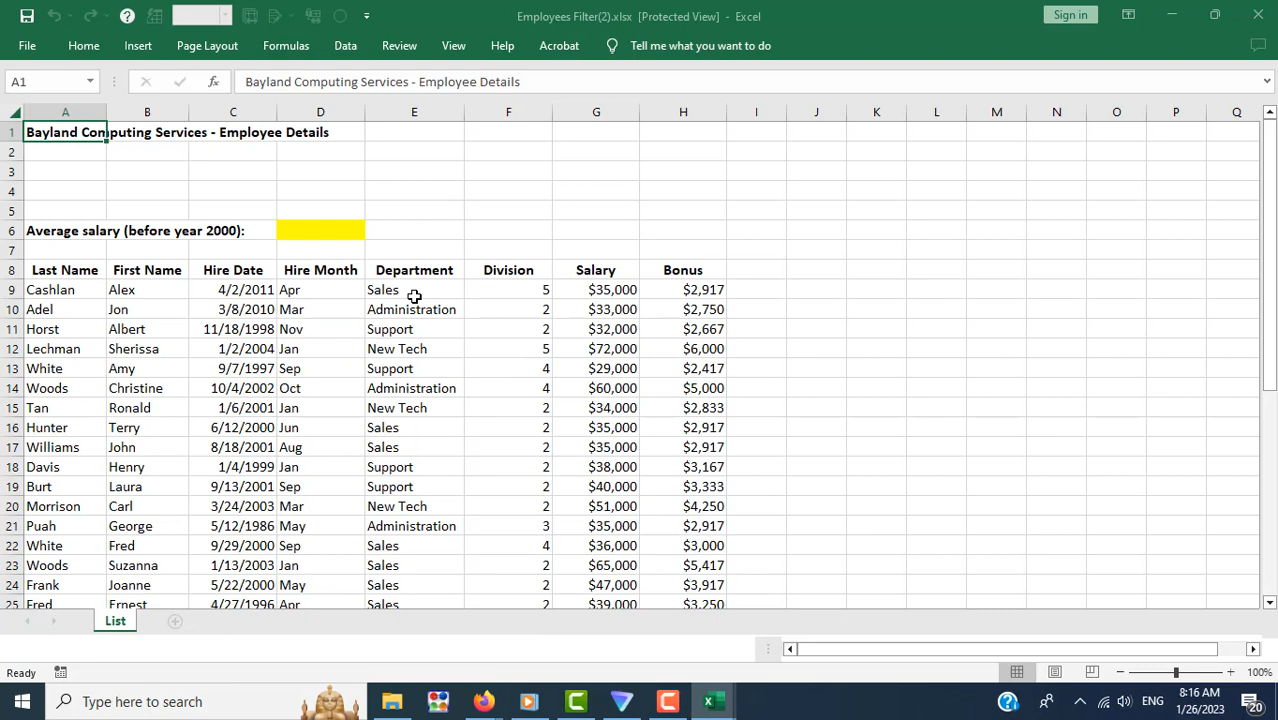 Employees Filter(2).xlsx [Protected View] - Excel
Sign in
File Home Insert Page Layout Formulas Data Review View Help Acrobat Tell me what you want to do
A1 fx Bayland Computing Services - Employee Details
A B C D E F G H I J K L M N O P Q
1 Bayland Computing Services - Employee Details
2
3
4
5
6 Average salary (before year 2000):
7
8 Last Name First Name Hire Date Hire Month Department Division Salary Bonus
9 Cashlan Alex 4/2/2011 Apr Sales 5 $35,000 $2,917
10 Adel Jon 3/8/2010 Mar Administration 2 $33,000 $2,750
11 Horst Albert 11/18/1998 Nov Support 2 $32,000 $2,667
12 Lechman Sherissa 1/2/2004 Jan New Tech 5 $72,000 $6,000
13 White Amy 9/7/1997 Sep Support 4 $29,000 $2,417
14 Woods Christine 10/4/2002 Oct Administration 4 $60,000 $5,000
15 Tan Ronald 1/6/2001 Jan New Tech 2 $34,000 $2,833
16 Hunter Terry 6/12/2000 Jun Sales 2 $35,000 $2,917
17 Williams John 8/18/2001 Aug Sales 2 $35,000 $2,917
18 Davis Henry 1/4/1999 Jan Support 2 $38,000 $3,167
19 Burt Laura 9/13/2001 Sep Support 2 $40,000 $3,333
20 Morrison Carl 3/24/2003 Mar New Tech 2 $51,000 $4,250
21 Puah George 5/12/1986 May Administration 3 $35,000 $2,917
22 White Fred 9/29/2000 Sep Sales 4 $36,000 $3,000
23 Woods Suzanna 1/13/2003 Jan Sales 2 $65,000 $5,417
24 Frank Joanne 5/22/2000 May Sales 2 $47,000 $3,917
25 Fred Ernest 4/27/1996 Apr Sales 2 $39,000 $3,250
List
Ready 100%
Type here to search ENG 8:16 AM
1/26/2023 20